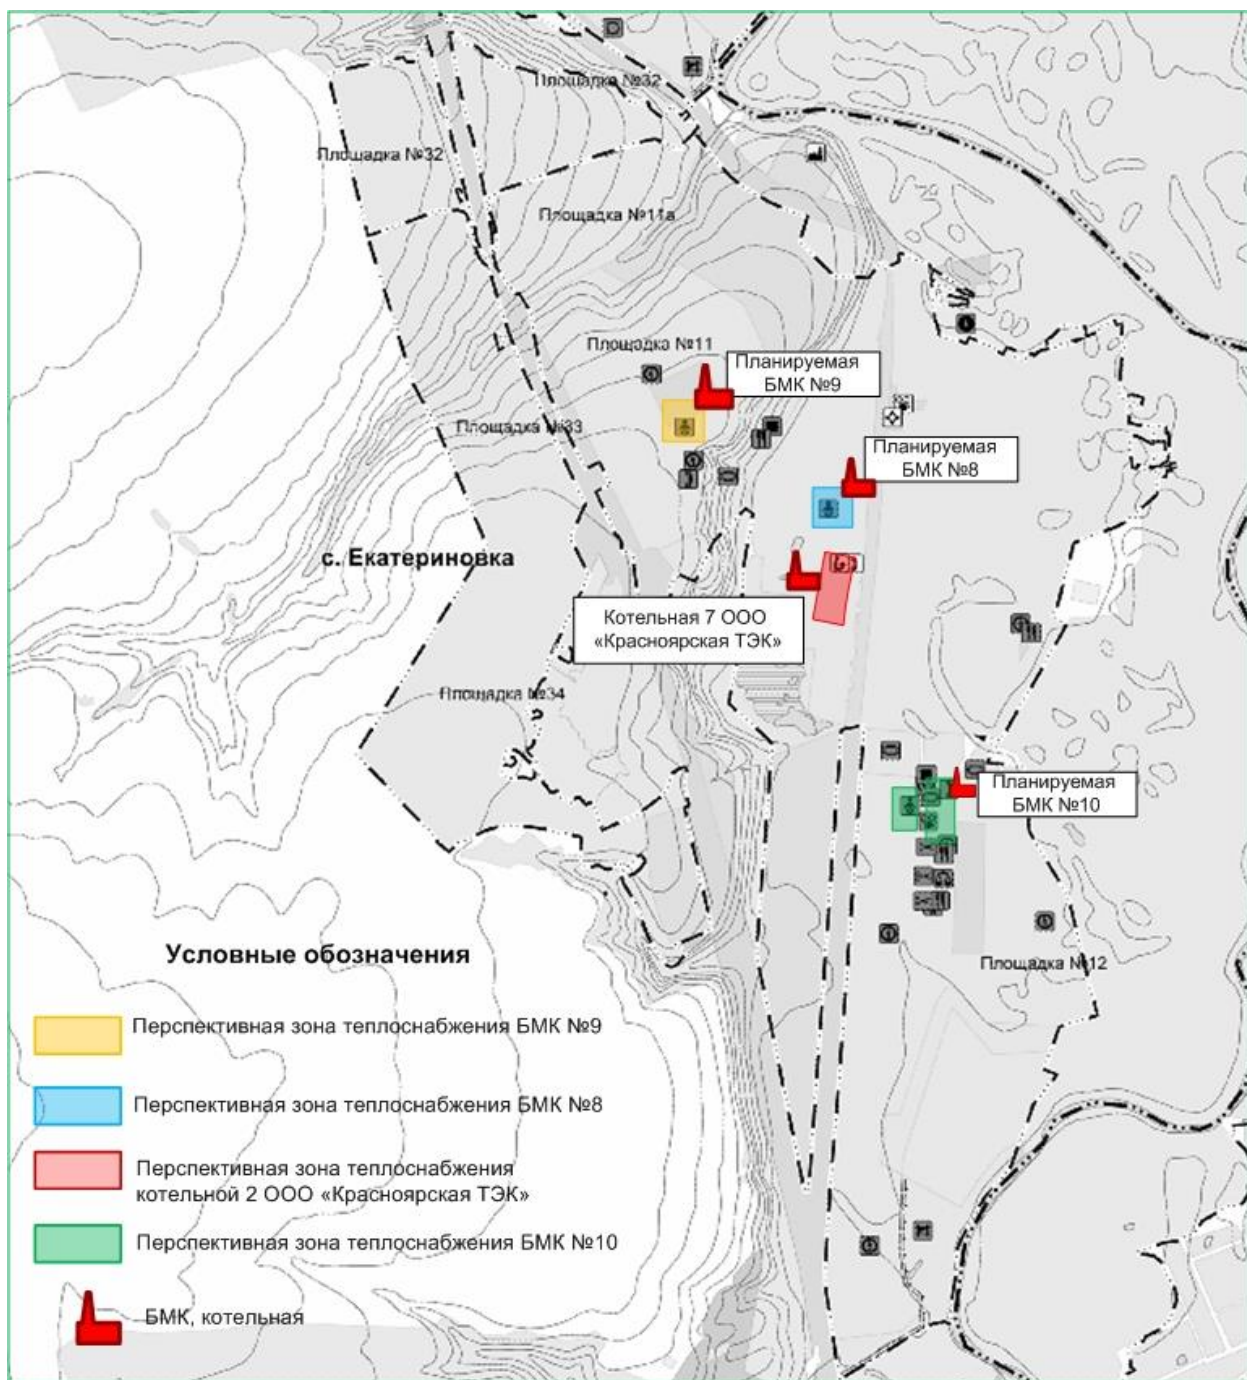 Площадка №32
Площадка №32
Площадка №11а
Площадка №11
Планируемая
БМК №9
Площадка №33
Планируемая
БМК №8
с. Екатериновка
Котельная 7 ООО
«Красноярская ТЭК»
Площадка №34
Планируемая
БМК №10
Площадка №12
Условные обозначения
Перспективная зона теплоснабжения БМК №9
Перспективная зона теплоснабжения БМК №8
Перспективная зона теплоснабжения
котельной 2 ООО «Красноярская ТЭК»
Перспективная зона теплоснабжения БМК №10
БМК, котельная